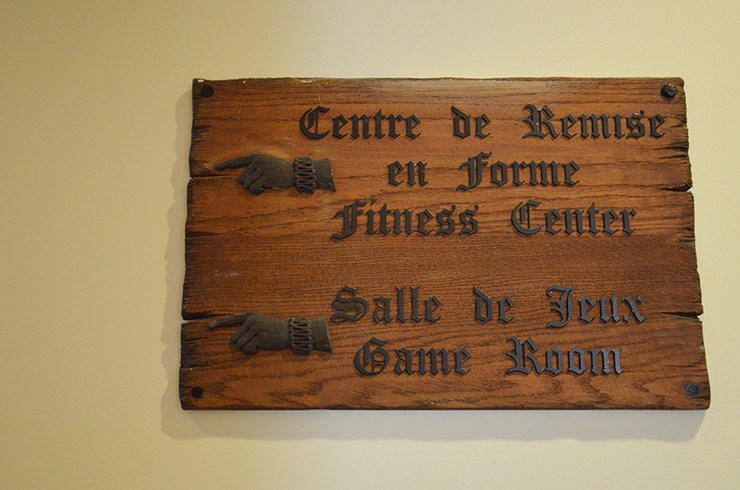 Centre de Remise
en Forme
Fitness Center
Salle de Jeux
Game Room